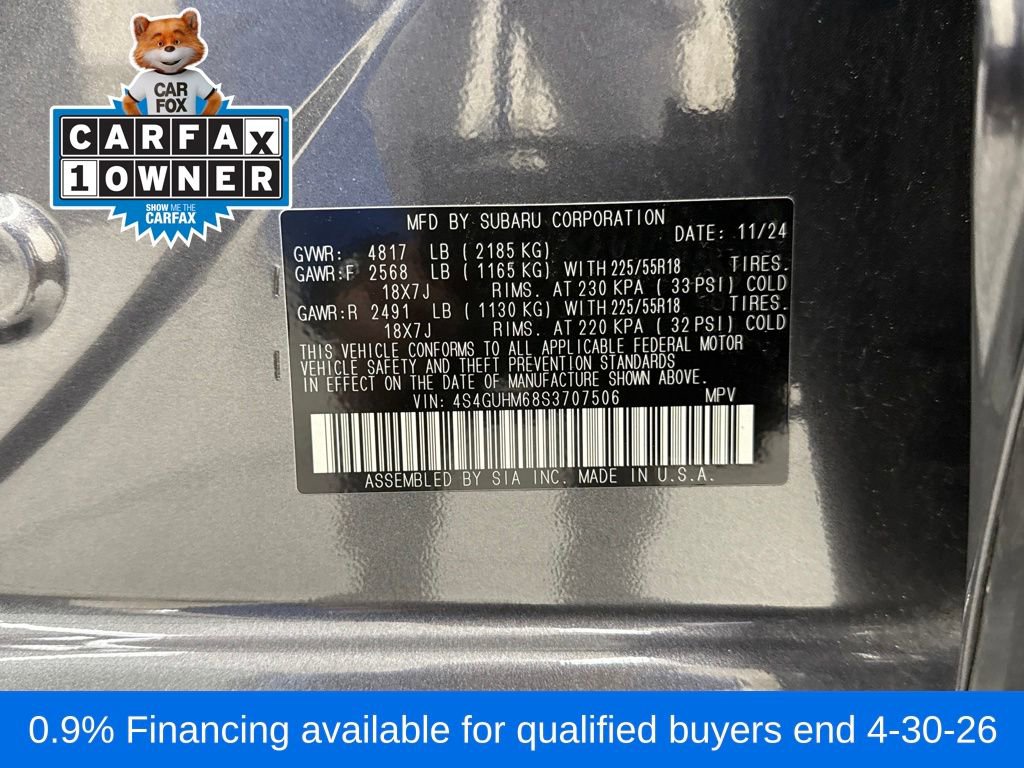 CAR
FOX
CARFAX
1 OWNER
SHOW ME THE
CARFAX
MFD BY SUBARU CORPORATION
DATE: 11/24
GVWR: 4817 LB ( 2185 KG)
GAWR:F 2568 LB ( 1165 KG) WITH 225/55R18 TIRES.
18X7J RIMS. AT 230 KPA ( 33 PSI) COLD
GAWR:R 2491 LB ( 1130 KG) WITH 225/55R18 TIRES.
18X7J RIMS. AT 220 KPA ( 32 PSI) COLD
THIS VEHICLE CONFORMS TO ALL APPLICABLE FEDERAL MOTOR
VEHICLE SAFETY AND THEFT PREVENTION STANDARDS
IN EFFECT ON THE DATE OF MANUFACTURE SHOWN ABOVE.
VIN: 4S4GUHM68S3707506 MPV
ASSEMBLED BY SIA INC. MADE IN U.S.A.
0.9% Financing available for qualified buyers end 4-30-26